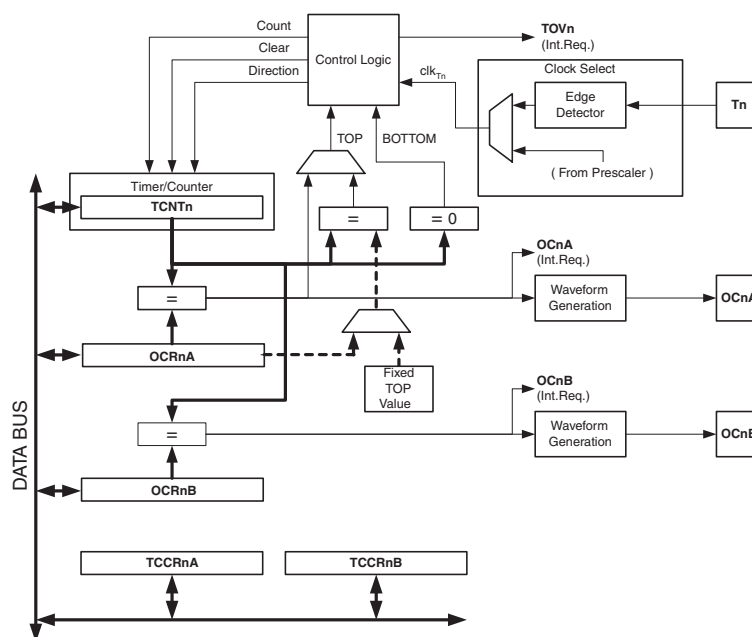 Count
Clear
Direction
Control Logic
TOVn
(Int.Req.)
clkTn
Clock Select
Edge
Detector
Tn
( From Prescaler )
TOP
BOTTOM
Timer/Counter
TCNTn
=
= 0
OCnA
(Int.Req.)
=
Waveform
Generation
OCnA
OCRnA
Fixed
TOP
Value
OCnB
(Int.Req.)
=
Waveform
Generation
OCnB
OCRnB
DATA BUS
TCCRnA
TCCRnB